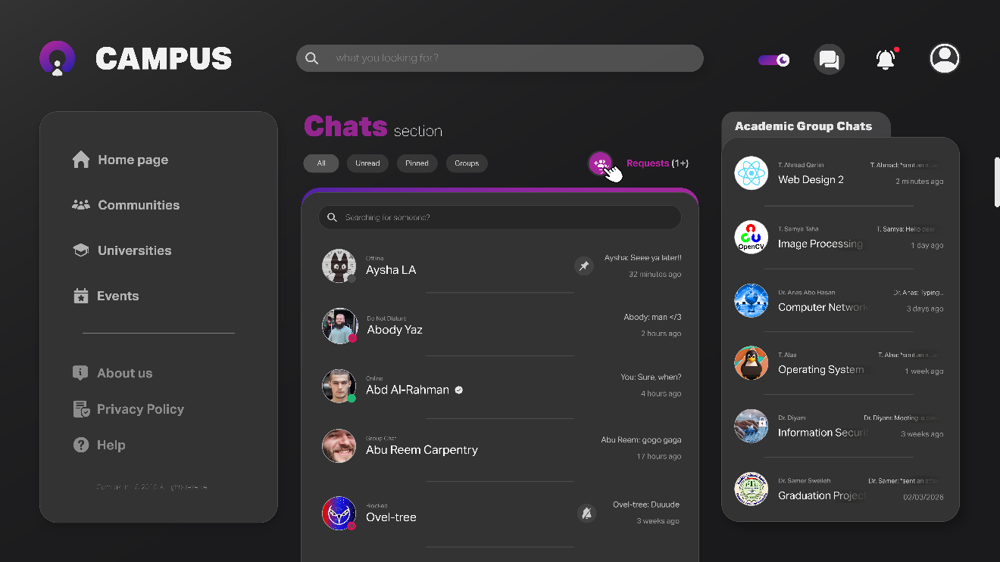 CAMPUS
what you looking for?
Home page
Communities
Universities
Events
About us
Privacy Policy
Help
Chats section
All
Unread
Pinned
Groups
Requests (1+)
Searching for someone?
Offline
Aysha LA
Aysha: Seee ya later!!
32 minutes ago
Do Not Disturb
Abody Yaz
Abody: man </3
2 hours ago
Online
Abd Al-Rahman
You: Sure, when?
4 hours ago
Group Chat
Abu Reem Carpentry
Abu Reem: gogo gaga
17 hours ago
Blocked
Ovel-tree
Ovel-tree: Duuude
3 weeks ago
Academic Group Chats
T. Ahmad Qarim
T. Ahmad: *sent an
Web Design 2
2 minutes ago
OpenCV
T. Samya Taha
T. Samya: Hello dear
Image Processing
1 day ago
Dr. Anas Abo Hasan
Dr. Anas: Typing..
Computer Network
3 days ago
T. Alaa
T. Alaa: *sent an
Operating System
1 week ago
Dr. Diyam
Dr. Diyam: Meeting is
Information Securi
3 weeks ago
Dr. Samer Sweileh
Dr. Samer: *sent an
Graduation Project
02/03/2026